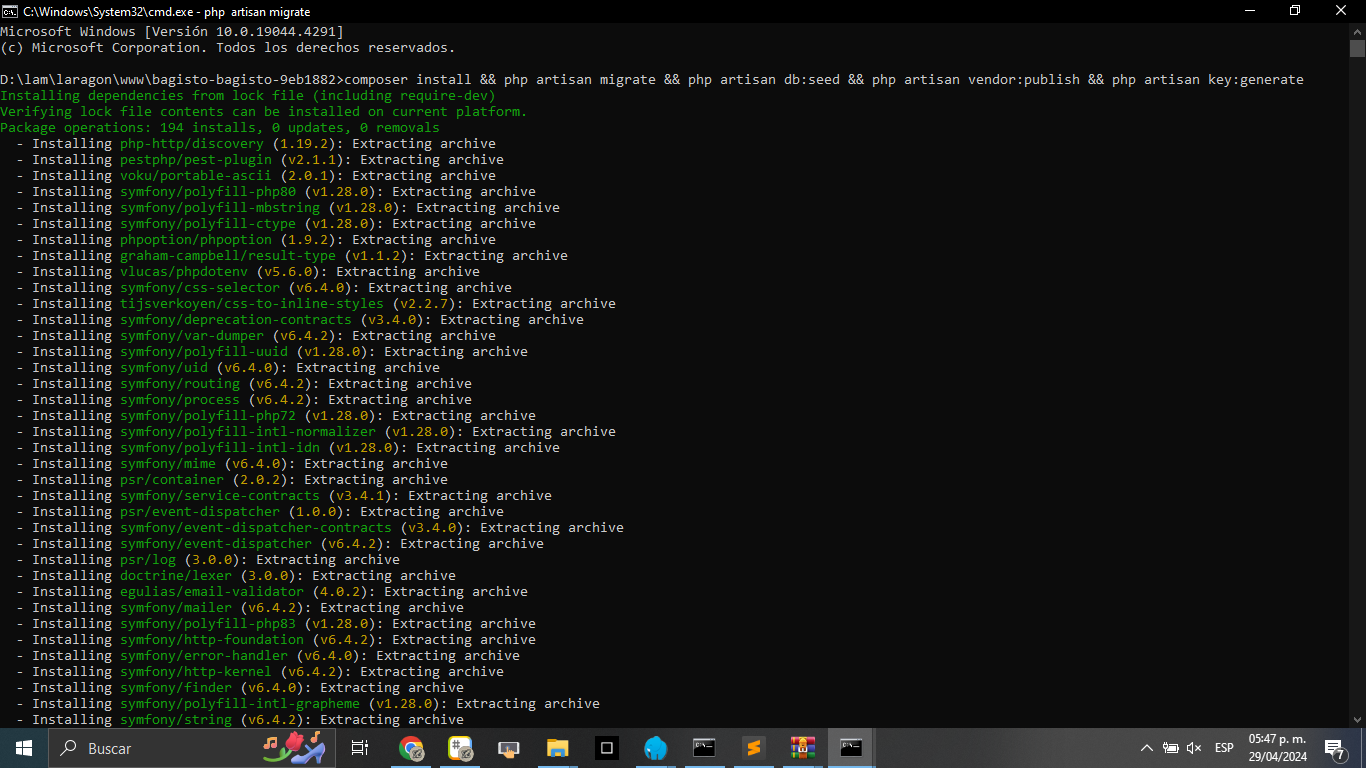 C:\Windows\System32\cmd.exe - php  artisan migrate
Microsoft Windows [Versión 10.0.19044.4291]
(c) Microsoft Corporation. Todos los derechos reservados.
D:\lam\laragon\www\bagisto-bagisto-9eb1882>composer install && php artisan migrate && php artisan db:seed && php artisan vendor:publish && php artisan key:generate
Installing dependencies from lock file (including require-dev)
Verifying lock file contents can be installed on current platform.
Package operations: 194 installs, 0 updates, 0 removals
  - Installing php-http/discovery (1.19.2): Extracting archive
  - Installing pestphp/pest-plugin (v2.1.1): Extracting archive
  - Installing voku/portable-ascii (2.0.1): Extracting archive
  - Installing symfony/polyfill-php80 (v1.28.0): Extracting archive
  - Installing symfony/polyfill-mbstring (v1.28.0): Extracting archive
  - Installing symfony/polyfill-ctype (v1.28.0): Extracting archive
  - Installing phpoption/phpoption (1.9.2): Extracting archive
  - Installing graham-campbell/result-type (v1.1.2): Extracting archive
  - Installing vlucas/phpdotenv (v5.6.0): Extracting archive
  - Installing symfony/css-selector (v6.4.0): Extracting archive
  - Installing tijsverkoyen/css-to-inline-styles (v2.2.7): Extracting archive
  - Installing symfony/deprecation-contracts (v3.4.0): Extracting archive
  - Installing symfony/var-dumper (v6.4.2): Extracting archive
  - Installing symfony/polyfill-uuid (v1.28.0): Extracting archive
  - Installing symfony/uid (v6.4.0): Extracting archive
  - Installing symfony/routing (v6.4.2): Extracting archive
  - Installing symfony/process (v6.4.2): Extracting archive
  - Installing symfony/polyfill-php72 (v1.28.0): Extracting archive
  - Installing symfony/polyfill-intl-normalizer (v1.28.0): Extracting archive
  - Installing symfony/polyfill-intl-idn (v1.28.0): Extracting archive
  - Installing symfony/mime (v6.4.0): Extracting archive
  - Installing psr/container (2.0.2): Extracting archive
  - Installing symfony/service-contracts (v3.4.1): Extracting archive
  - Installing psr/event-dispatcher (1.0.0): Extracting archive
  - Installing symfony/event-dispatcher-contracts (v3.4.0): Extracting archive
  - Installing symfony/event-dispatcher (v6.4.2): Extracting archive
  - Installing psr/log (3.0.0): Extracting archive
  - Installing doctrine/lexer (3.0.0): Extracting archive
  - Installing egulias/email-validator (4.0.2): Extracting archive
  - Installing symfony/mailer (v6.4.2): Extracting archive
  - Installing symfony/polyfill-php83 (v1.28.0): Extracting archive
  - Installing symfony/http-foundation (v6.4.2): Extracting archive
  - Installing symfony/error-handler (v6.4.0): Extracting archive
  - Installing symfony/http-kernel (v6.4.2): Extracting archive
  - Installing symfony/finder (v6.4.0): Extracting archive
  - Installing symfony/polyfill-intl-grapheme (v1.28.0): Extracting archive
  - Installing symfony/string (v6.4.2): Extracting archive
Buscar
ESP
05:47 p. m.
29/04/2024
7